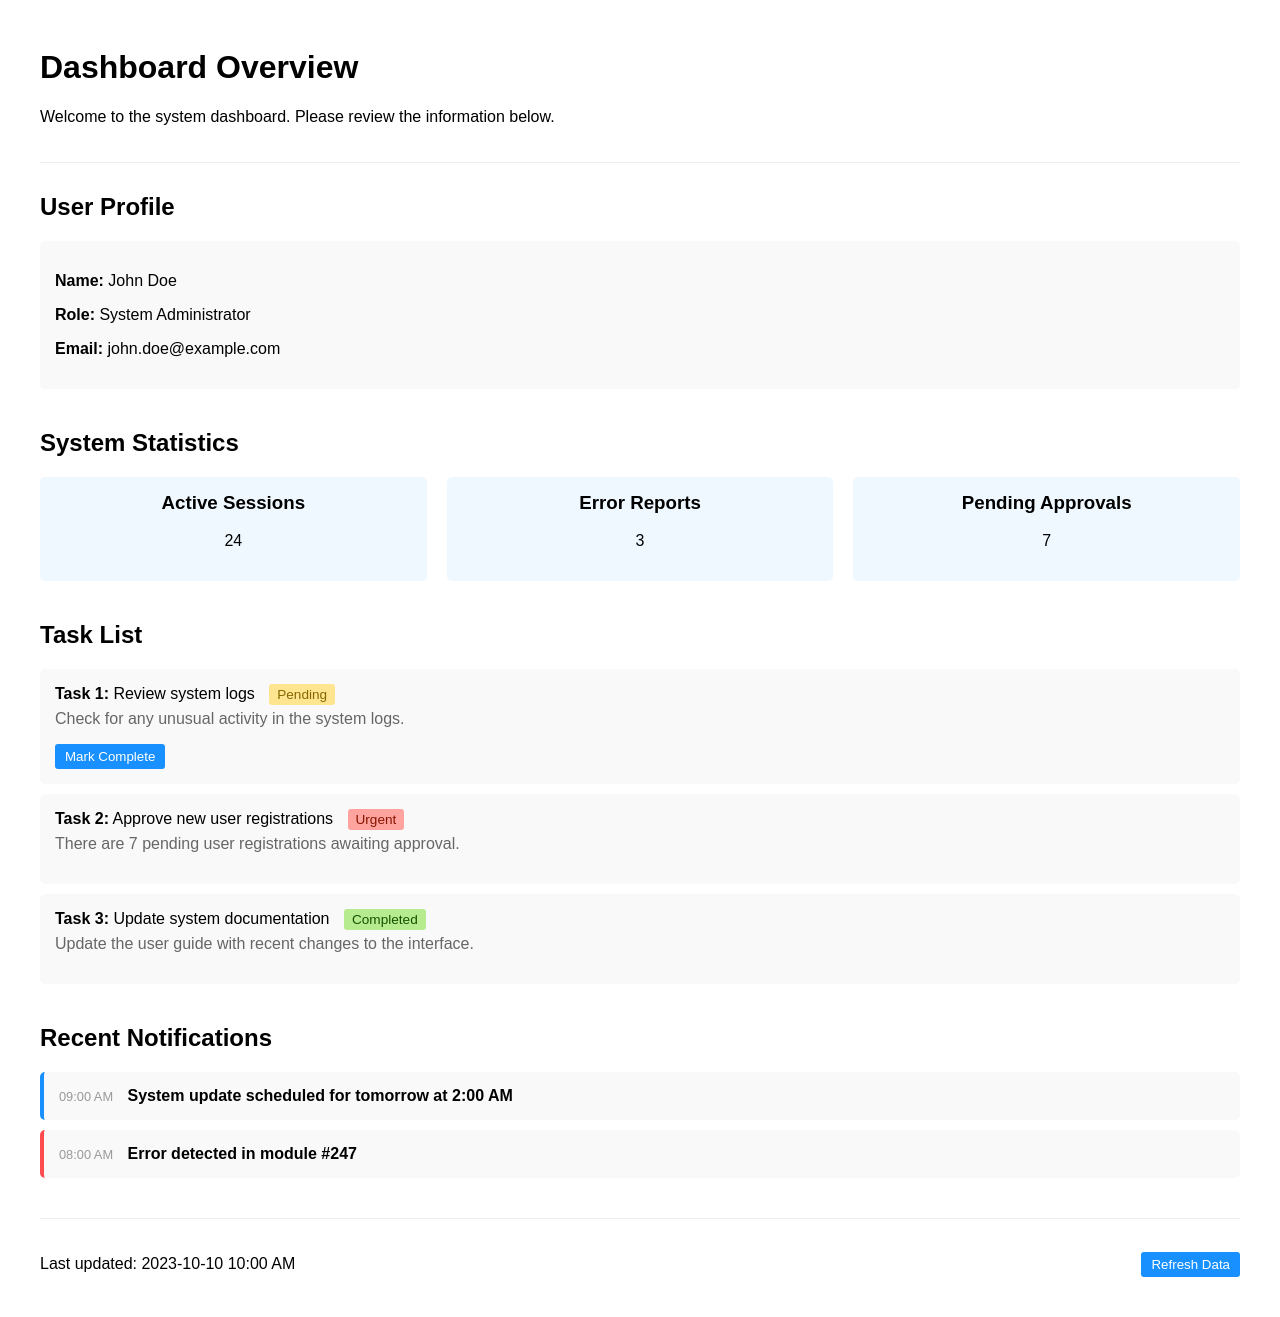 Dashboard Overview
Welcome to the system dashboard. Please review the information below.
User Profile
Name: John Doe
Role: System Administrator
Email: john.doe@example.com
System Statistics
Active Sessions
24
Error Reports
3
Pending Approvals
7
Task List
Task 1: Review system logs Pending
Check for any unusual activity in the system logs.
Mark Complete
Task 2: Approve new user registrations Urgent
There are 7 pending user registrations awaiting approval.
Task 3: Update system documentation Completed
Update the user guide with recent changes to the interface.
Recent Notifications
09:00 AM System update scheduled for tomorrow at 2:00 AM
08:00 AM Error detected in module #247
Last updated: 2023-10-10 10:00 AM
Refresh Data